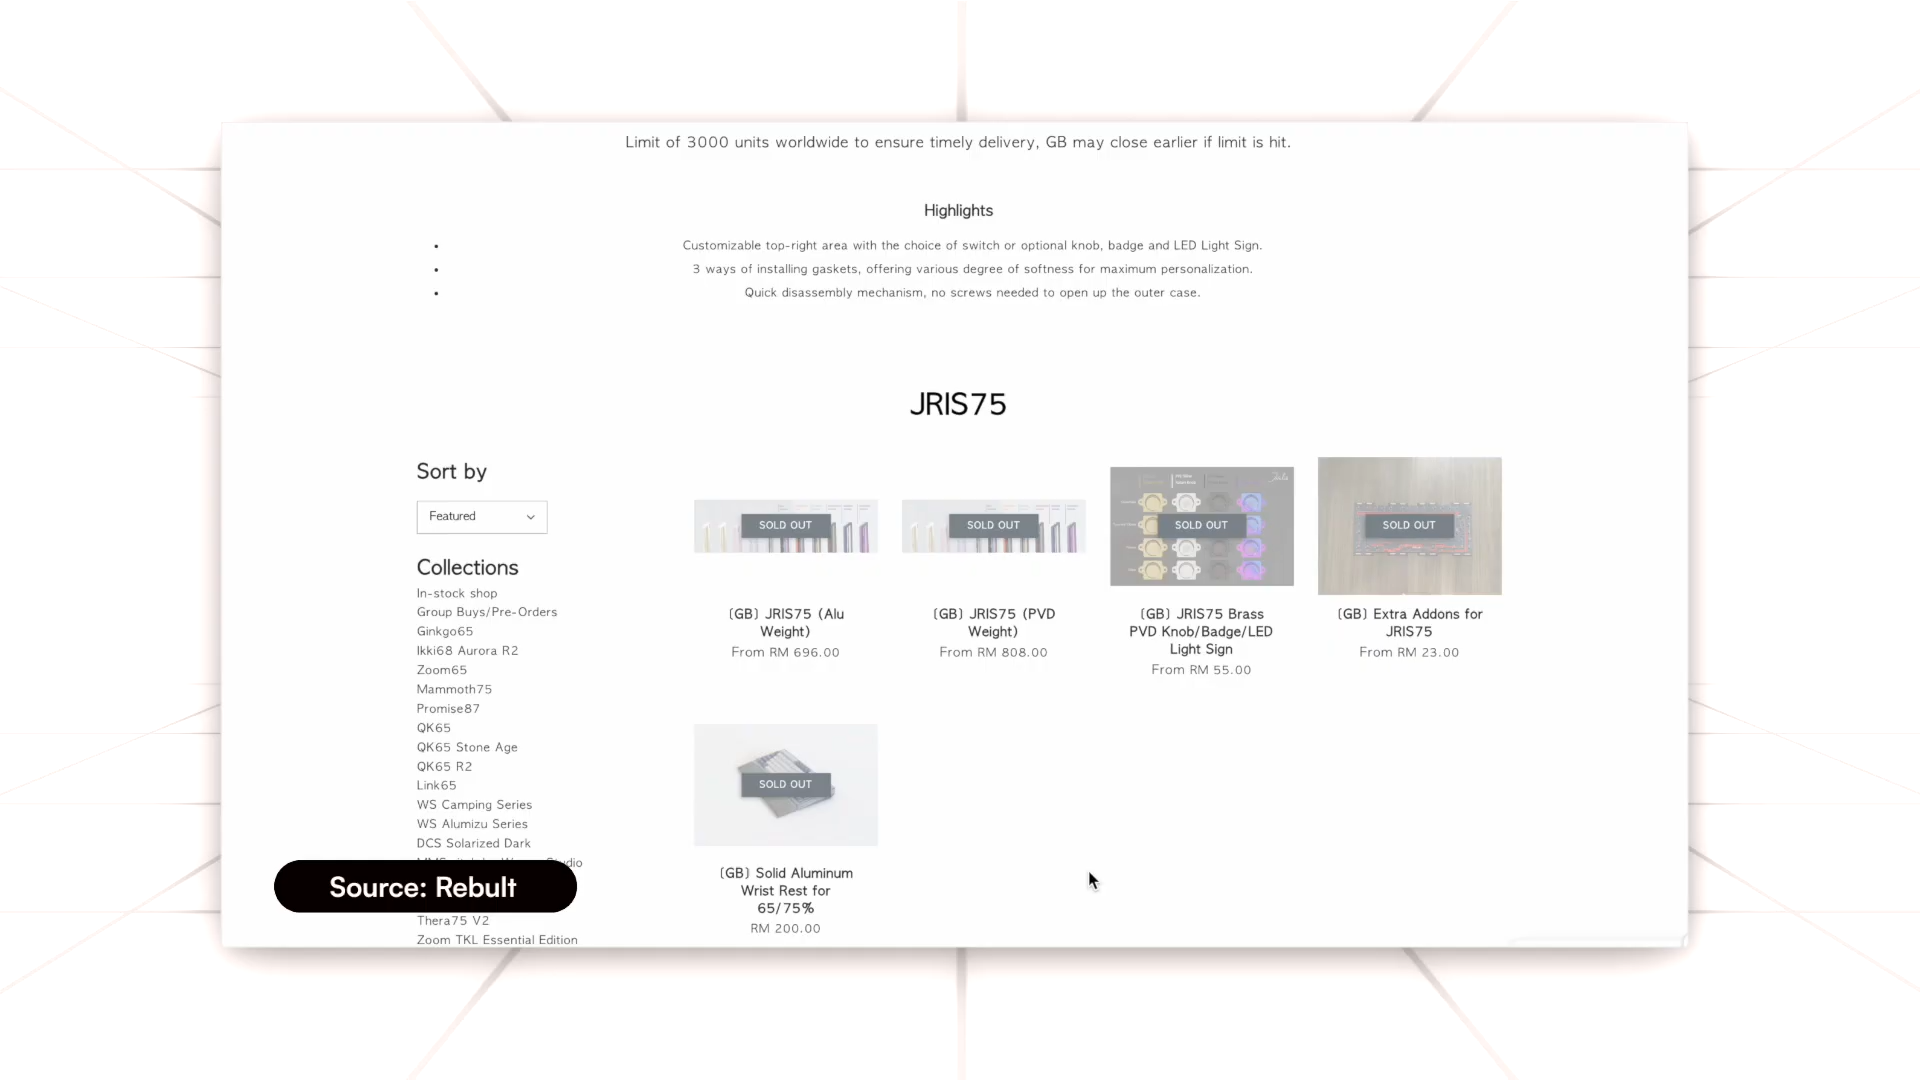 Limit of 3000 units worldwide to ensure timely delivery, GB may close earlier if limit is hit.
Highlights
• Customizable top-right area with the choice of switch or optional knob, badge and LED Light Sign.
• 3 ways of installing gaskets, offering various degree of softness for maximum personalization.
• Quick disassembly mechanism, no screws needed to open up the outer case.
JRIS75
Sort by
Featured
Collections
In-stock shop
Group Buys/Pre-Orders
Ginkgo65
Ikki68 Aurora R2
Zoom65
Mammoth75
Promise87
QK65
QK65 Stone Age
QK65 R2
Link65
WS Camping Series
WS Alumizu Series
DCS Solarized Dark
Source: Rebult
Thera75 V2
Zoom TKL Essential Edition
SOLD OUT
[GB] JRIS75 (Alu
Weight)
From RM 696.00
SOLD OUT
[GB] JRIS75 (PVD
Weight)
From RM 808.00
SOLD OUT
[GB] JRIS75 Brass
PVD Knob/Badge/LED
Light Sign
From RM 55.00
SOLD OUT
[GB] Extra Addons for
JRIS75
From RM 23.00
SOLD OUT
[GB] Solid Aluminum
Wrist Rest for
65/75%
RM 200.00